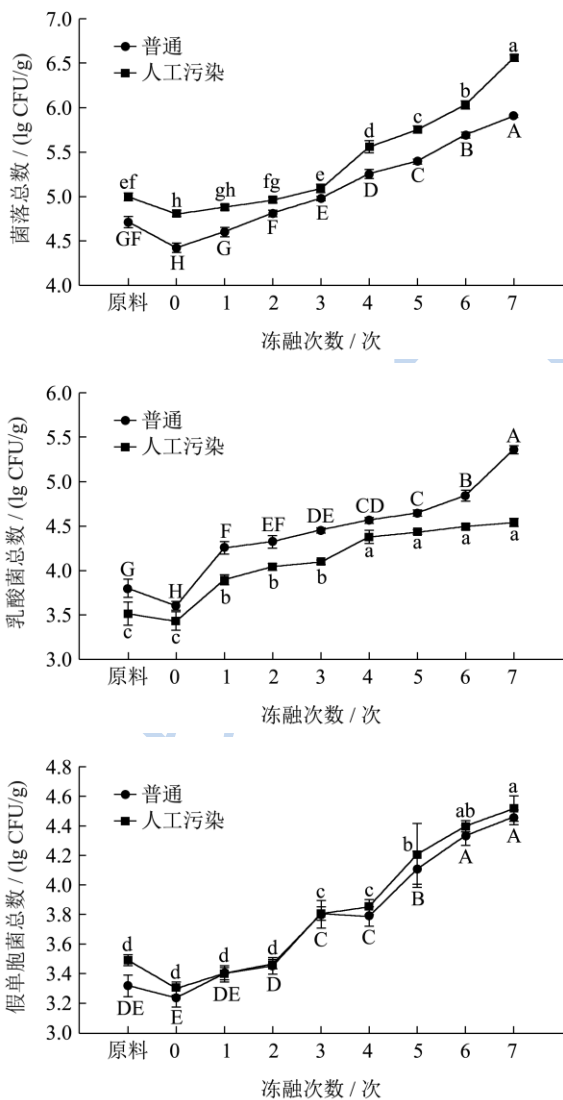 菌落总数 / (lg CFU/g)
7.0
6.5
6.0
5.5
5.0
4.5
4.0
普通
人工污染
ef h gh fg e d c b a
GF H G F E D C B A
原料 0 1 2 3 4 5 6 7
冻融次数 / 次
乳酸菌总数 / (lg CFU/g)
6.0
5.5
5.0
4.5
4.0
3.5
3.0
普通
人工污染
G H F EF DE CD C B A
c c b b b a a a a
原料 0 1 2 3 4 5 6 7
冻融次数 / 次
假单胞菌总数 / (lg CFU/g)
4.8
4.6
4.4
4.2
4.0
3.8
3.6
3.4
3.2
3.0
普通
人工污染
d d d d c c b ab a
DE E DE D C C B A A
原料 0 1 2 3 4 5 6 7
冻融次数 / 次